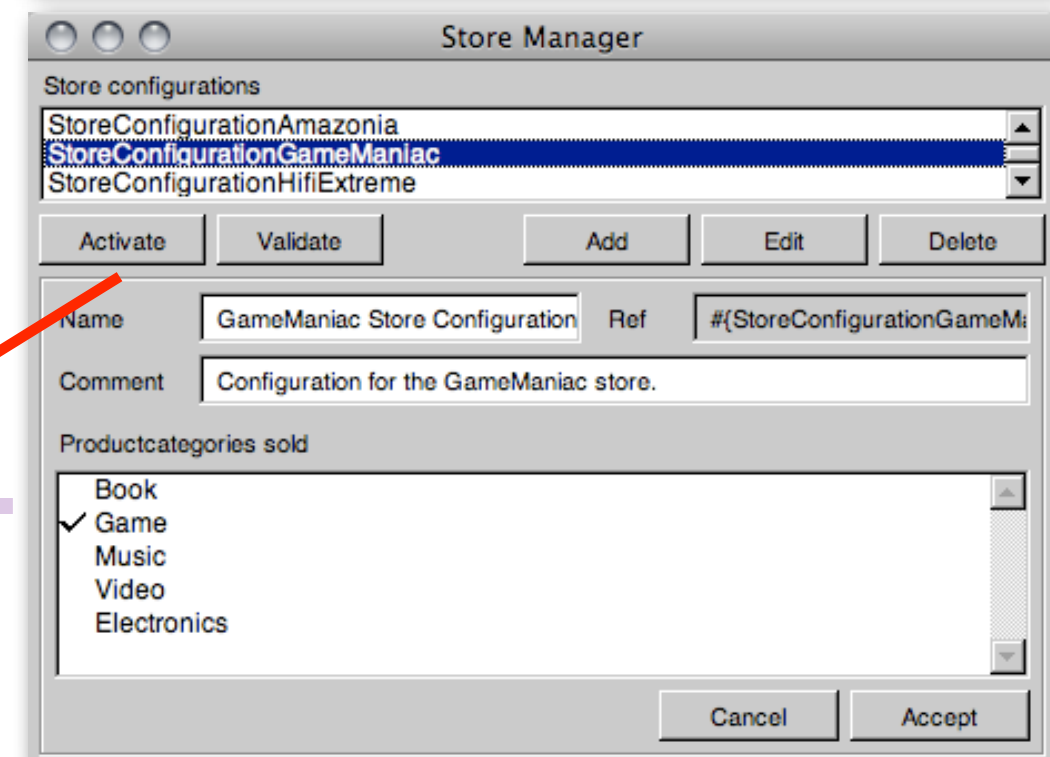 Store Manager
Store configurations
StoreConfigurationAmazonia
StoreConfigurationGameManiac
StoreConfigurationHifiExtreme
Activate Validate Add Edit Delete
Name GameManiac Store Configuration Ref #{StoreConfigurationGameMa
Comment Configuration for the GameManiac store.
Productcategories sold
Book
Game
Music
Video
Electronics
Cancel Accept